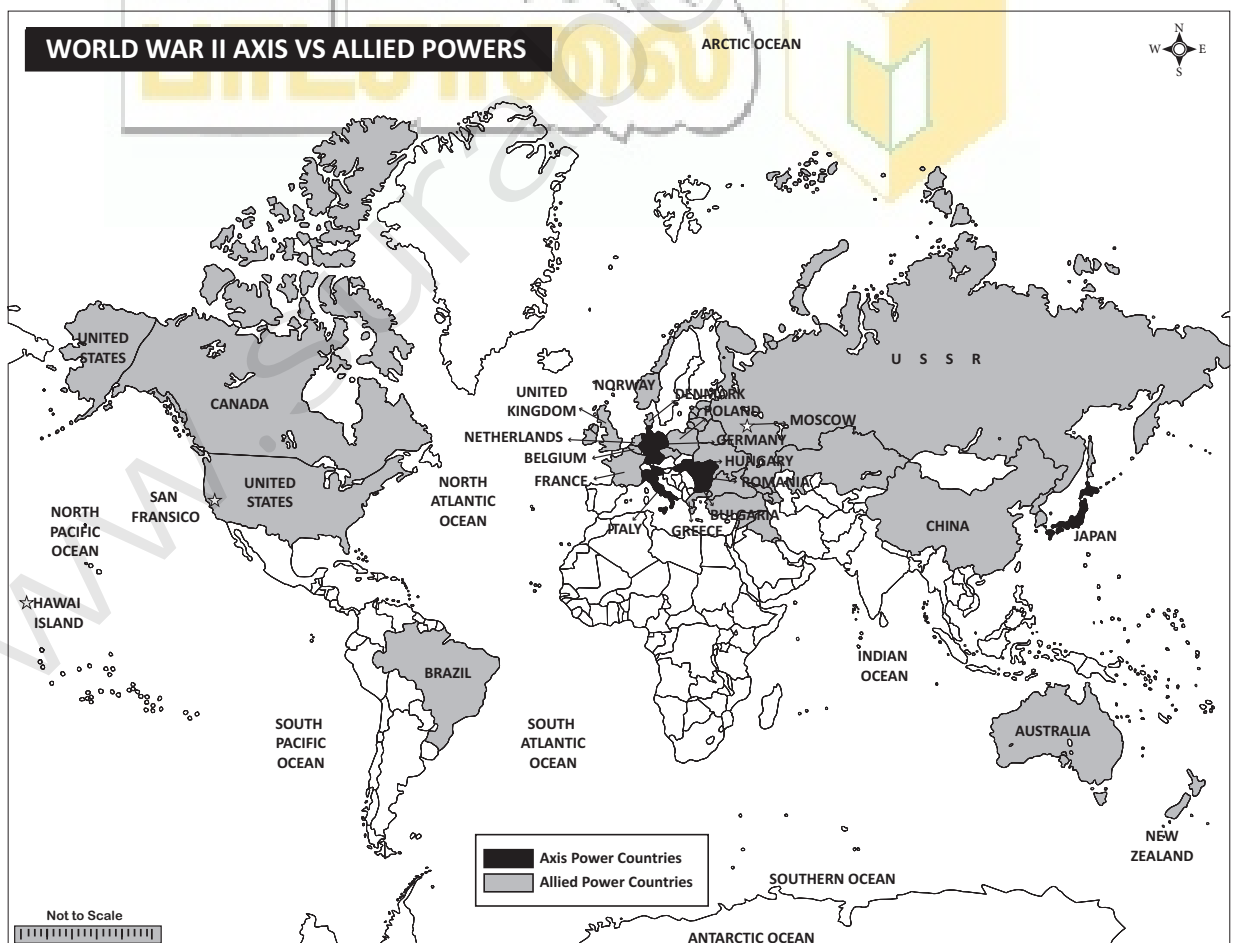 WORLD WAR II AXIS VS ALLIED POWERS
ARCTIC OCEAN
N
W
E
S
UNITED
STATES
CANADA
UNITED
STATES
SAN
FRANSICO
NORTH
PACIFIC
OCEAN
HAWAI
ISLAND
NORTH
ATLANTIC
OCEAN
UNITED
KINGDOM
NORWAY
DENMARK
POLAND
MOSCOW
NETHERLANDS
GERMANY
BELGIUM
HUNGARY
FRANCE
ROMANIA
BULGARIA
ITALY
GREECE
U S S R
CHINA
JAPAN
BRAZIL
INDIAN
OCEAN
SOUTH
PACIFIC
OCEAN
SOUTH
ATLANTIC
OCEAN
AUSTRALIA
NEW
ZEALAND
Axis Power Countries
Allied Power Countries
SOUTHERN OCEAN
Not to Scale
ANTARCTIC OCEAN